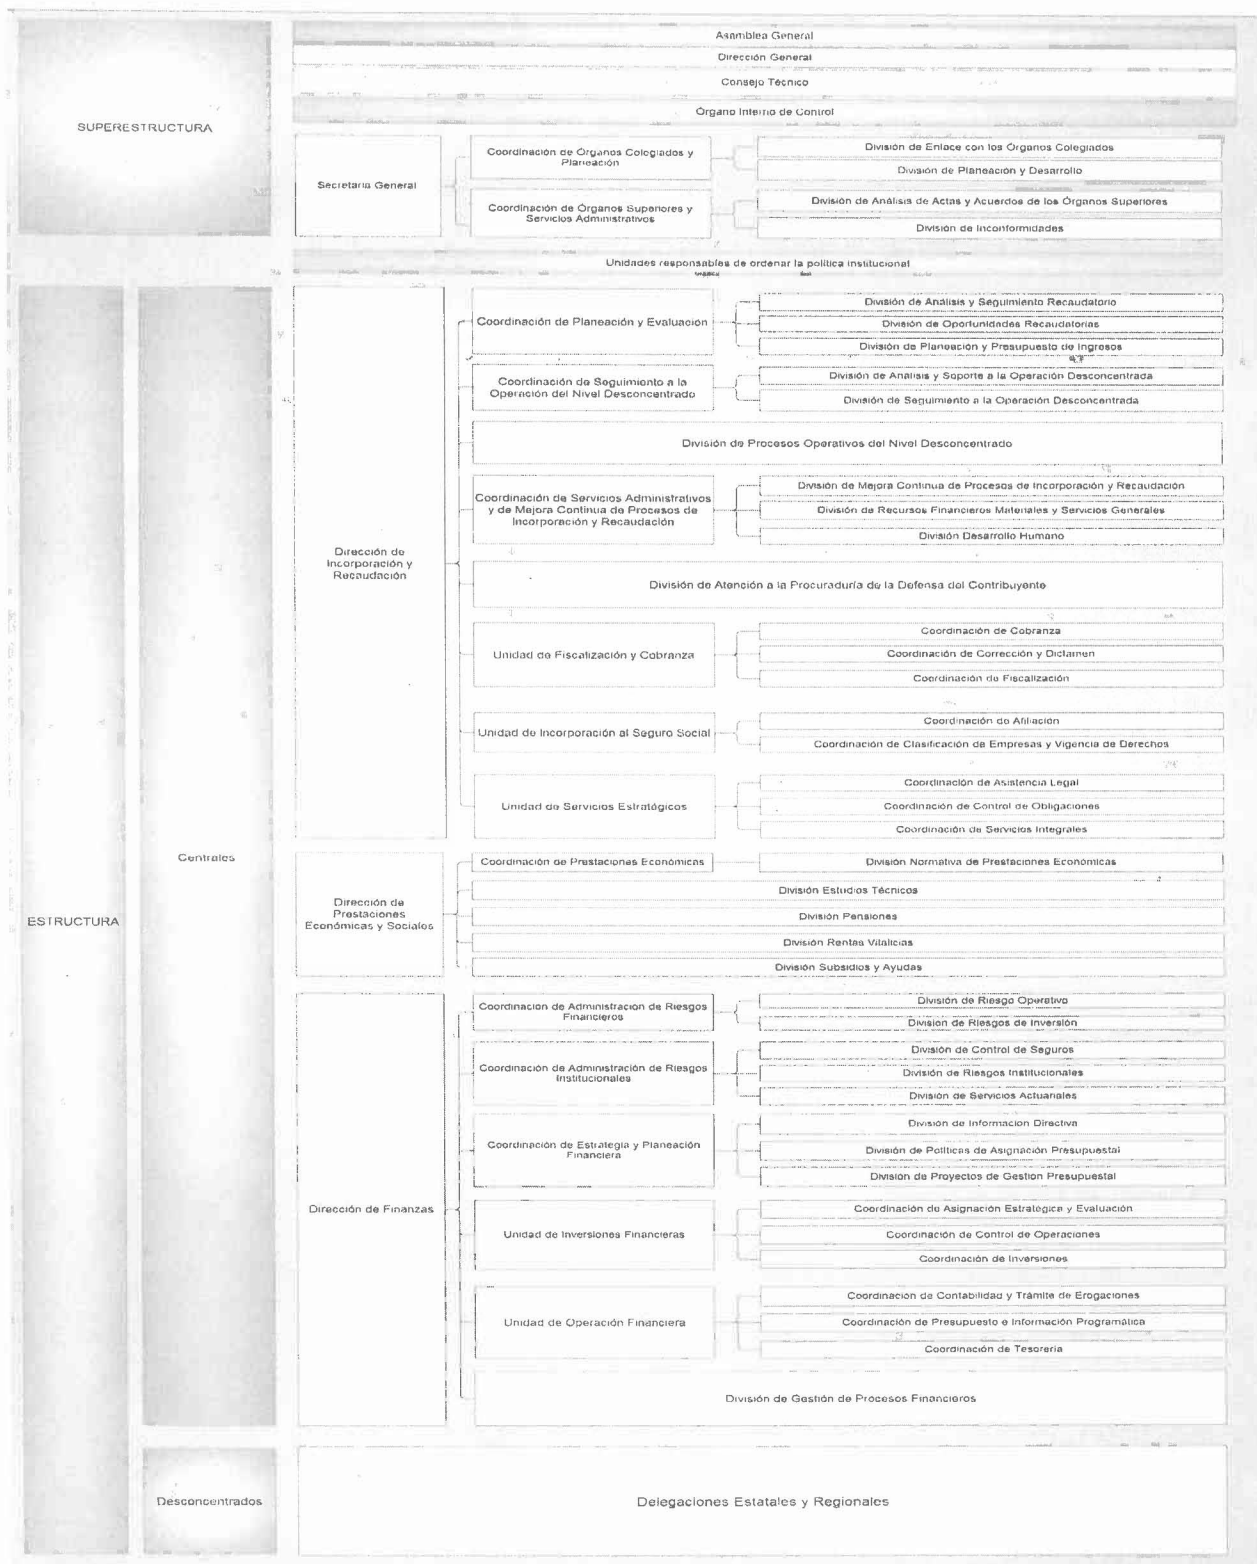 Asamblea General
Dirección General
Consejo Técnico
Órgano Interno de Control
SUPERESTRUCTURA
Secretaría General
Coordinación de Órganos Colegiados y
Planeación
División de Enlace con los Órganos Colegiados
División de Planeación y Desarrollo
Coordinación de Órganos Superiores y
Servicios Administrativos
División de Análisis de Actas y Acuerdos de los Órganos Superiores
División de Inconformidades
Unidades responsables de ordenar la política institucional
ESTRUCTURA
Centrales
Dirección de
Incorporación y
Recaudación
Coordinación de Planeación y Evaluación
División de Análisis y Seguimiento Recaudatorio
División de Oportunidades Recaudatorias
División de Planeación y Presupuesto de Ingresos
Coordinación de Seguimiento a la
Operación del Nivel Desconcentrado
División de Análisis y Soporte a la Operación Desconcentrada
División de Seguimiento a la Operación Desconcentrada
División de Procesos Operativos del Nivel Desconcentrado
Coordinación de Servicios Administrativos
y de Mejora Continua de Procesos de
Incorporación y Recaudación
División de Mejora Continua de Procesos de Incorporación y Recaudación
División de Recursos Financieros Materiales y Servicios Generales
División Desarrollo Humano
División de Atención a la Procuraduría de la Defensa del Contribuyente
Unidad de Fiscalización y Cobranza
Coordinación de Cobranza
Coordinación de Corrección y Dictamen
Coordinación de Fiscalización
Unidad de Incorporación al Seguro Social
Coordinación de Afiliación
Coordinación de Clasificación de Empresas y Vigencia de Derechos
Unidad de Servicios Estratégicos
Coordinación de Asistencia Legal
Coordinación de Control de Obligaciones
Coordinación de Servicios Integrales
Dirección de
Prestaciones
Económicas y Sociales
Coordinación de Prestaciones Económicas
División Normativa de Prestaciones Económicas
División Estudios Técnicos
División Pensiones
División Rentas Vitalicias
División Subsidios y Ayudas
Dirección de Finanzas
Coordinación de Administración de Riesgos
Financieros
División de Riesgo Operativo
División de Riesgos de Inversión
Coordinación de Administración de Riesgos
Institucionales
División de Control de Seguros
División de Riesgos Institucionales
División de Servicios Actuariales
Coordinación de Estrategia y Planeación
Financiera
División de Información Directiva
División de Políticas de Asignación Presupuestal
División de Proyectos de Gestión Presupuestal
Unidad de Inversiones Financieras
Coordinación de Asignación Estratégica y Evaluación
Coordinación de Control de Operaciones
Coordinación de Inversiones
Unidad de Operación Financiera
Coordinación de Contabilidad y Trámite de Erogaciones
Coordinación de Presupuesto e Información Programática
Coordinación de Tesorería
División de Gestión de Procesos Financieros
Desconcentrados
Delegaciones Estatales y Regionales